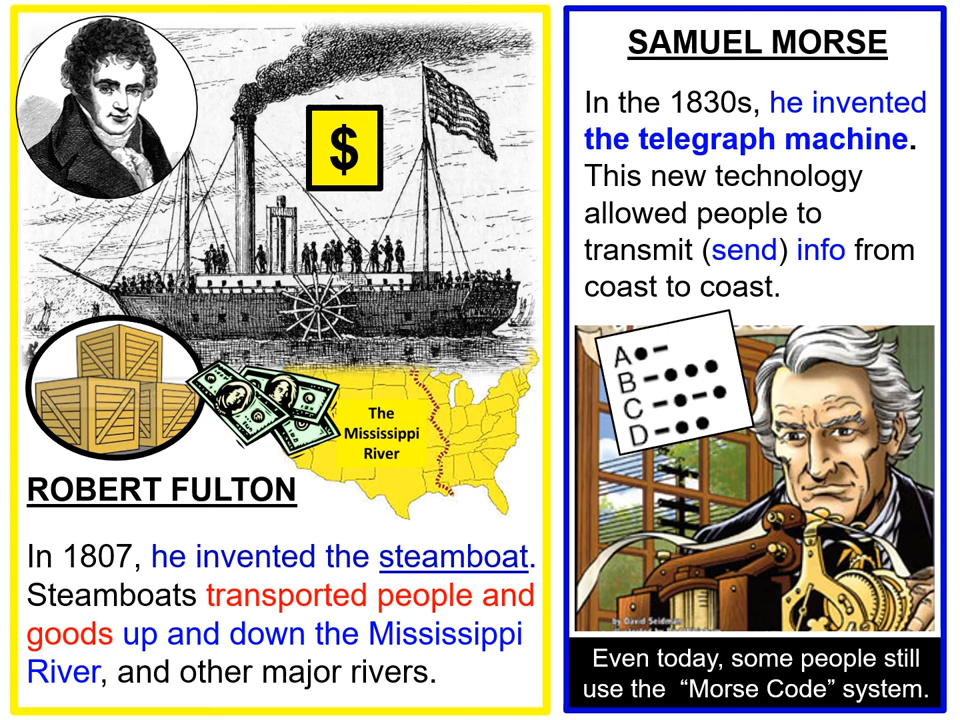 $
The
Mississippi
River
ROBERT FULTON
In 1807, he invented the steamboat.
Steamboats transported people and
goods up and down the Mississippi
River, and other major rivers.
SAMUEL MORSE
In the 1830s, he invented
the telegraph machine.
This new technology
allowed people to
transmit (send) info from
coast to coast.
A •–
B –•••
C –•–•
D –••
by David Seidman
Even today, some people still
use the “Morse Code” system.